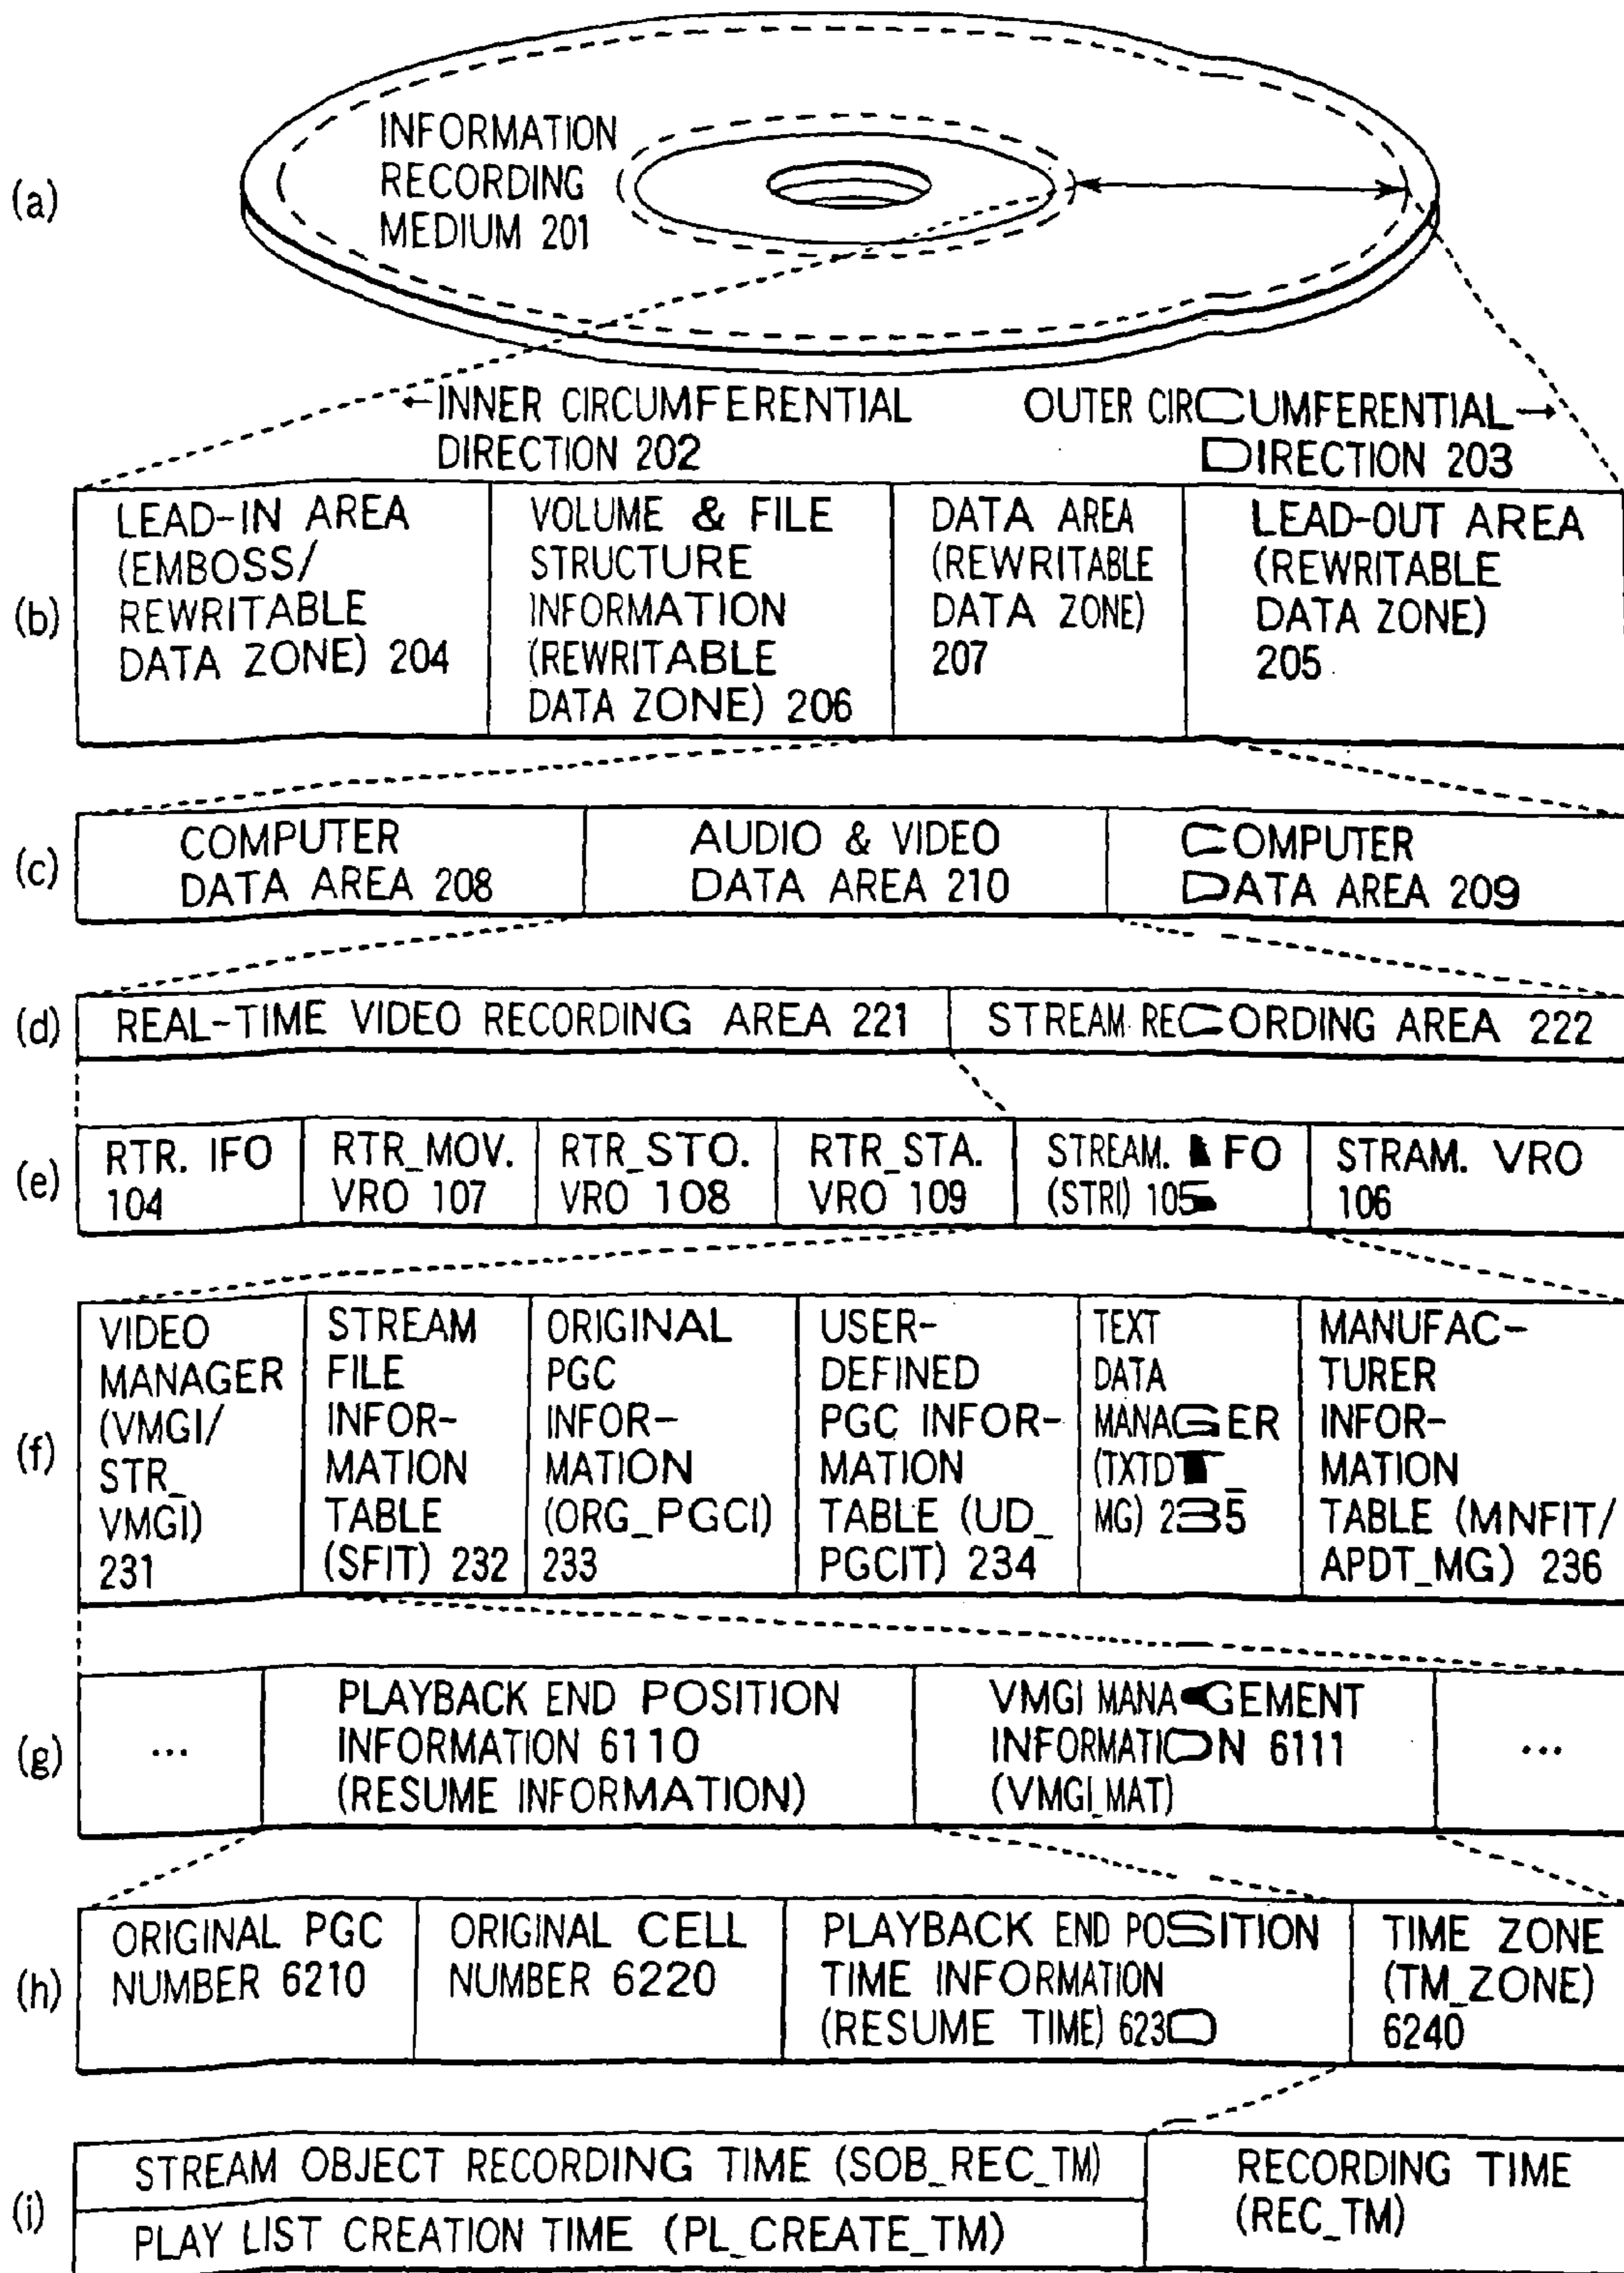 (a)
INFORMATION
RECORDING
MEDIUM 201
←INNER CIRCUMFERENTIAL
DIRECTION 202
OUTER CIRCUMFERENTIAL→
DIRECTION 203
(b)
LEAD-IN AREA
(EMBOSS/
REWRITABLE
DATA ZONE) 204
VOLUME & FILE
STRUCTURE
INFORMATION
(REWRITABLE
DATA ZONE) 206
DATA AREA
(REWRITABLE
DATA ZONE)
207
LEAD-OUT AREA
(REWRITABLE
DATA ZONE)
205
(c)
COMPUTER
DATA AREA 208
AUDIO & VIDEO
DATA AREA 210
COMPUTER
DATA AREA 209
(d)
REAL-TIME VIDEO RECORDING AREA 221
STREAM RECORDING AREA 222
(e)
RTR. IFO
104
RTR_MOV.
VRO 107
RTR_STO.
VRO 108
RTR_STA.
VRO 109
STREAM. IFO
(STRI) 105
STRAM. VRO
106
(f)
VIDEO
MANAGER
(VMGI/
STR_
VMGI)
231
STREAM
FILE
INFOR-
MATION
TABLE
(SFIT) 232
ORIGINAL
PGC
INFOR-
MATION
(ORG_PGCI)
233
USER-
DEFINED
PGC INFOR-
MATION
TABLE (UD_
PGCIT) 234
TEXT
DATA
MANAGER
(TXTDT_
MG) 235
MANUFAC-
TURER
INFOR-
MATION
TABLE (MNFIT/
APDT_MG) 236
(g)
...
PLAYBACK END POSITION
INFORMATION 6110
(RESUME INFORMATION)
VMGI MANAGEMENT
INFORMATION 6111
(VMGI_MAT)
...
(h)
ORIGINAL PGC
NUMBER 6210
ORIGINAL CELL
NUMBER 6220
PLAYBACK END POSITION
TIME INFORMATION
(RESUME TIME) 6230
TIME ZONE
(TM_ZONE)
6240
(i)
STREAM OBJECT RECORDING TIME (SOB_REC_TM)
PLAY LIST CREATION TIME (PL_CREATE_TM)
RECORDING TIME
(REC_TM)